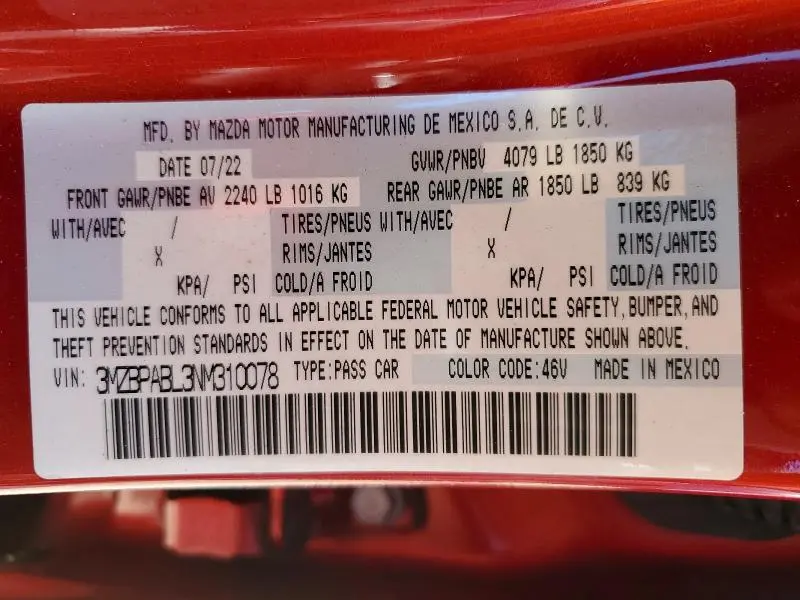 MFD. BY MAZDA MOTOR MANUFACTURING DE MEXICO S.A. DE C.V.
DATE 07/22 GVWR/PNBV 4079 LB 1850 KG
FRONT GAWR/PNBE AV 2240 LB 1016 KG REAR GAWR/PNBE AR 1850 LB 839 KG
WITH/AVEC / TIRES/PNEUS WITH/AVEC / TIRES/PNEUS
X RIMS/JANTES X RIMS/JANTES
KPA/ PSI COLD/A FROID KPA/ PSI COLD/A FROID
THIS VEHICLE CONFORMS TO ALL APPLICABLE FEDERAL MOTOR VEHICLE SAFETY, BUMPER, AND
THEFT PREVENTION STANDARDS IN EFFECT ON THE DATE OF MANUFACTURE SHOWN ABOVE.
VIN: 3MZBPABL3NM310078 TYPE:PASS CAR COLOR CODE:46V MADE IN MEXICO